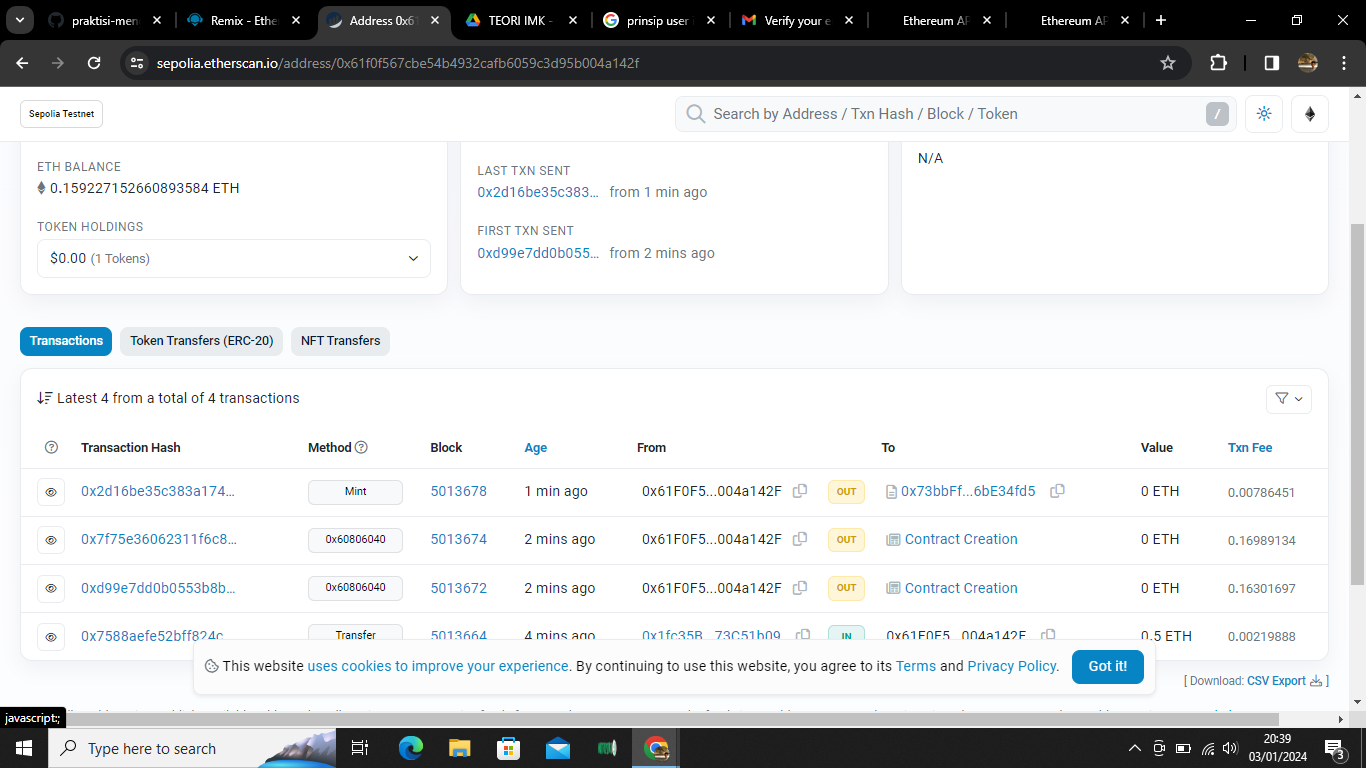 praktisi-men
Remix - Ethe
Address 0x61
TEORI IMK -
prinsip user i
Verify your e
Ethereum AP
Ethereum AP
sepolia.etherscan.io/address/0x61f0f567cbe54b4932cafb6059c3d95b004a142f
Sepolia Testnet
Search by Address / Txn Hash / Block / Token
/
ETH BALANCE
0.159227152660893584 ETH
TOKEN HOLDINGS
$0.00 (1 Tokens)
LAST TXN SENT
0x2d16be35c383... from 1 min ago
FIRST TXN SENT
0xd99e7dd0b055... from 2 mins ago
N/A
Transactions
Token Transfers (ERC-20)
NFT Transfers
Latest 4 from a total of 4 transactions
Transaction Hash Method Block Age From To Value Txn Fee
0x2d16be35c383a174... Mint 5013678 1 min ago 0x61F0F5...004a142F OUT 0x73bbFf...6bE34fd5 0 ETH 0.00786451
0x7f75e36062311f6c8... 0x60806040 5013674 2 mins ago 0x61F0F5...004a142F OUT Contract Creation 0 ETH 0.16989134
0xd99e7dd0b0553b8b... 0x60806040 5013672 2 mins ago 0x61F0F5...004a142F OUT Contract Creation 0 ETH 0.16301697
0x7588aefe52bff824c Transfer 5013664 4 mins ago 0x1fc35B...73C51b09 IN 0x61F0F5...004a142F 0.5 ETH 0.00219888
This website uses cookies to improve your experience. By continuing to use this website, you agree to its Terms and Privacy Policy.
Got it!
[ Download: CSV Export ]
javascript:;
Type here to search
20:39
03/01/2024
3